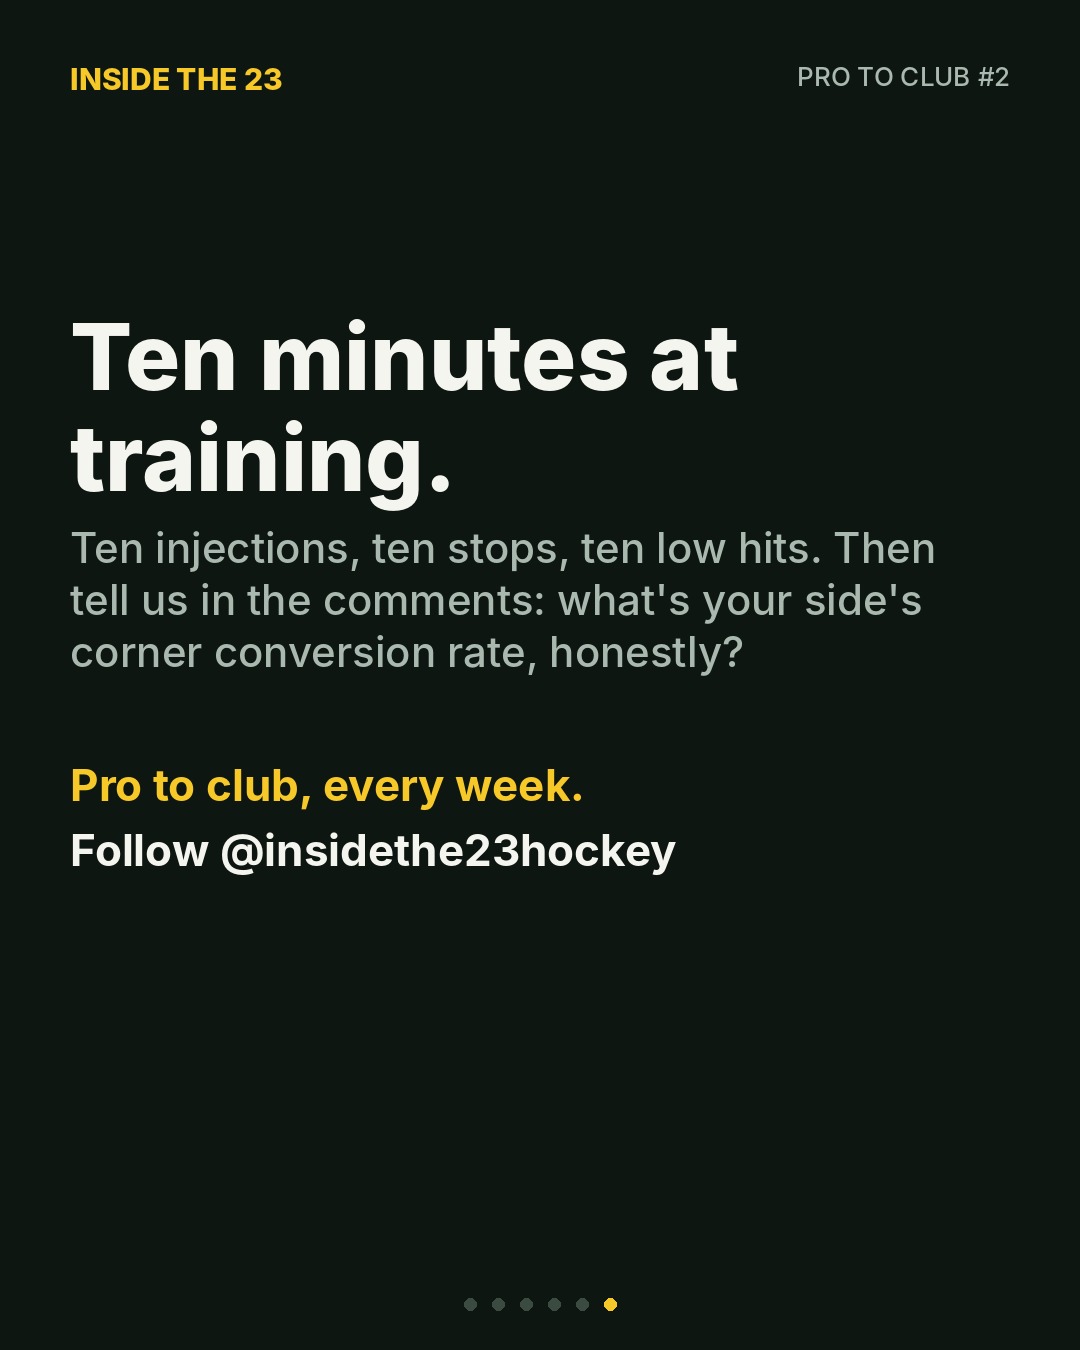 INSIDE THE 23
PRO TO CLUB #2
Ten minutes at
training.
Ten injections, ten stops, ten low hits. Then
tell us in the comments: what's your side's
corner conversion rate, honestly?
Pro to club, every week.
Follow @insidethe23hockey